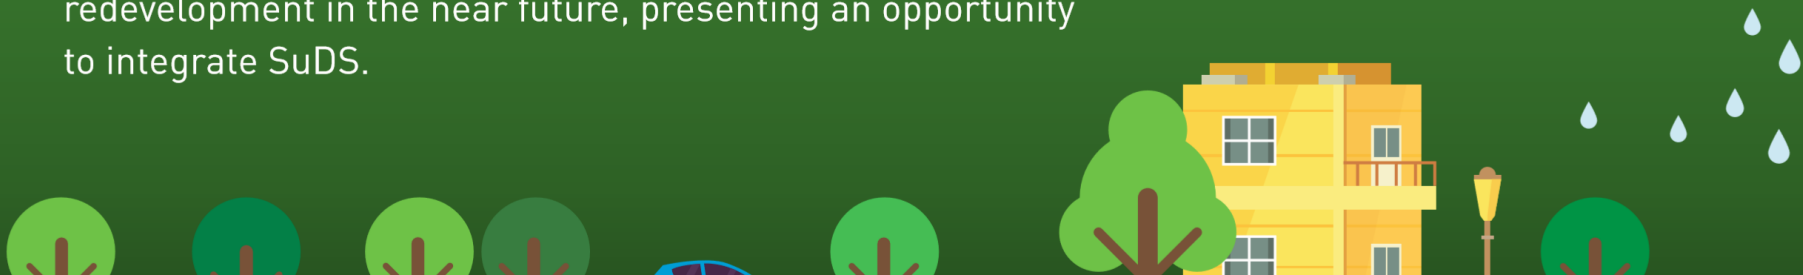 redevelopment in the near future, presenting an opportunity
to integrate SuDS.